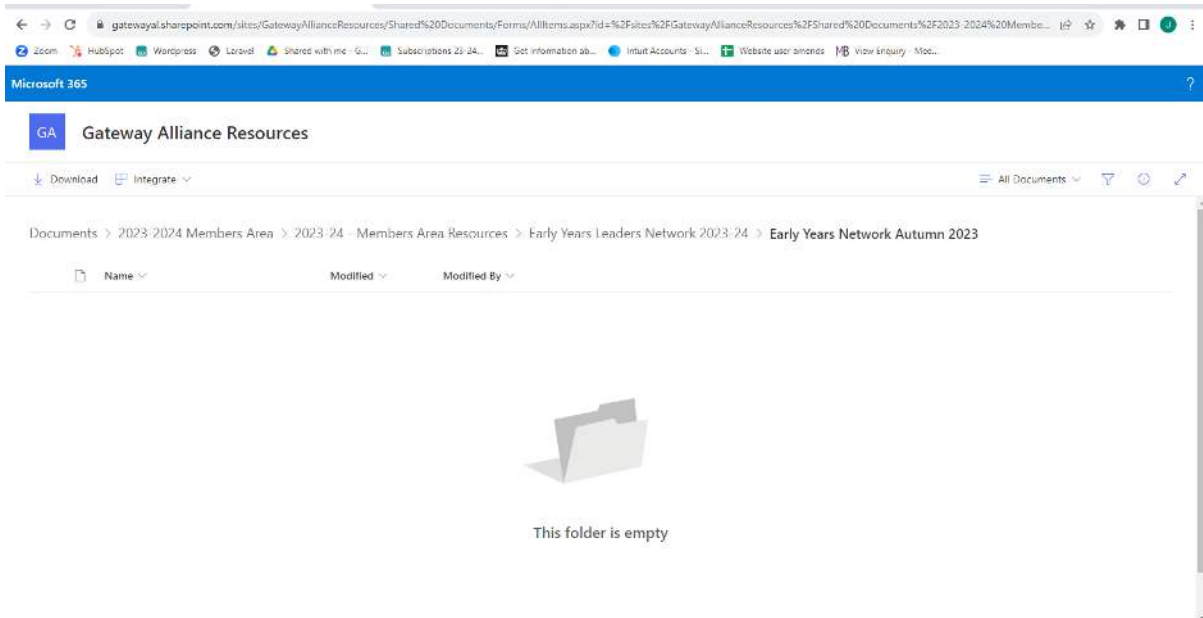 gatewayal.sharepoint.com/sites/GatewayAllianceResources/Shared%20Documents/Forms/AllItems.aspx?id=%2Fsites%2FGatewayAllianceResources%2FShared%20Documents%2F2023-2024%20Membe...
Zoom HubSpot Wordpress Laravel Shared with me - G... Subscriptions 23-24... Get information ab... Intuit Accounts - Si... Website user amends MB View Enquiry - Mee...
Microsoft 365 ?
GA Gateway Alliance Resources
Download Integrate All Documents
Documents > 2023-2024 Members Area > 2023-24 - Members Area Resources > Early Years Leaders Network 2023-24 > Early Years Network Autumn 2023
Name Modified Modified By
This folder is empty